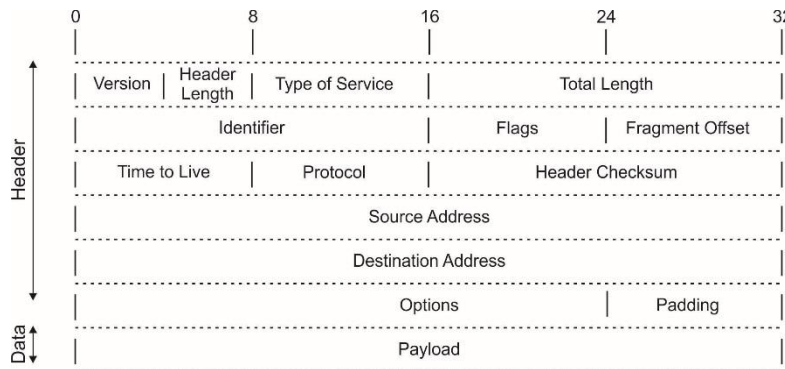 0 8 16 24 32
Version Header Length Type of Service Total Length
Identifier Flags Fragment Offset
Time to Live Protocol Header Checksum
Source Address
Destination Address
Options Padding
Payload
Header
Data